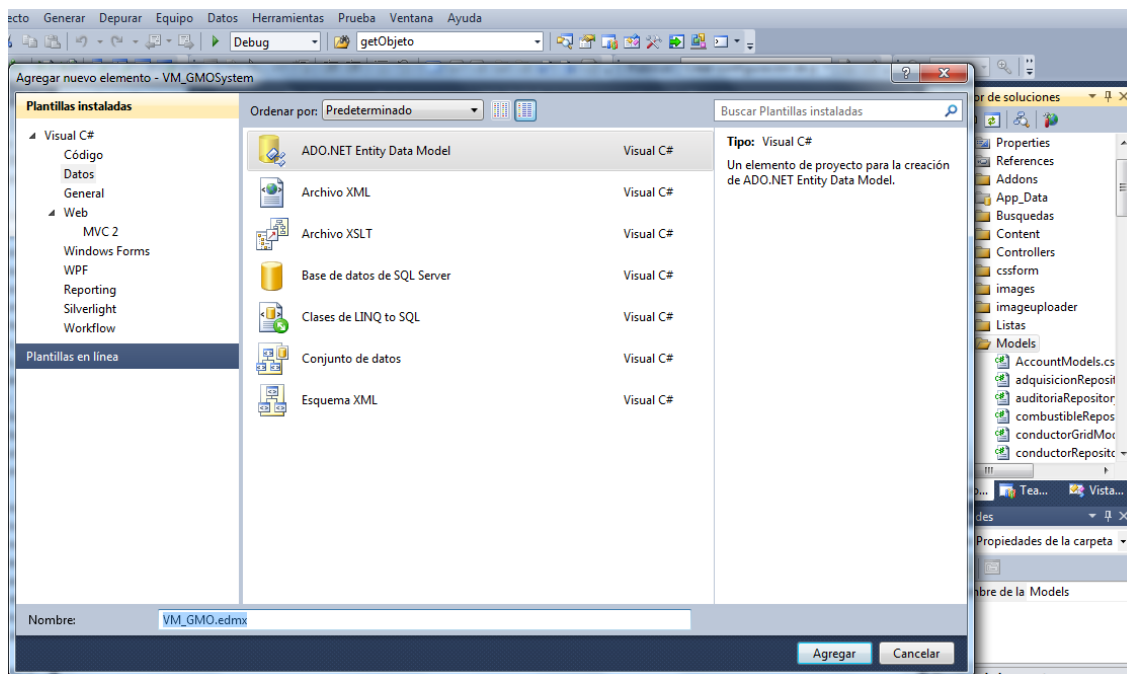 ecto Generar Depurar Equipo Datos Herramientas Prueba Ventana Ayuda
Debug getObjeto
Agregar nuevo elemento - VM_GMOSystem
Plantillas instaladas
Visual C#
Código
Datos
General
Web
MVC 2
Windows Forms
WPF
Reporting
Silverlight
Workflow
Plantillas en línea
Ordenar por: Predeterminado
ADO.NET Entity Data Model Visual C#
Archivo XML Visual C#
Archivo XSLT Visual C#
Base de datos de SQL Server Visual C#
Clases de LINQ to SQL Visual C#
Conjunto de datos Visual C#
Esquema XML Visual C#
Buscar Plantillas instaladas
Tipo: Visual C#
Un elemento de proyecto para la creación
de ADO.NET Entity Data Model.
Nombre: VM_GMO.edmx
Agregar Cancelar
or de soluciones
Properties
References
Addons
App_Data
Busquedas
Content
Controllers
cssform
images
imageuploader
Listas
Models
AccountModels.cs
adquisicionReposit
auditoriaRepositor
combustibleRepos
conductorGridMoc
conductorReposito
Tea... Vista...
des
Propiedades de la carpeta
nbre de la Models